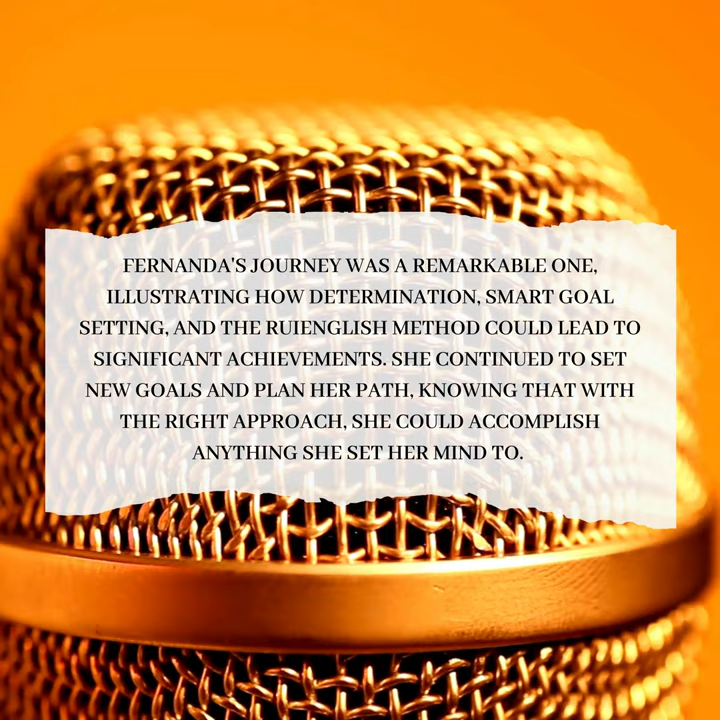 FERNANDA'S JOURNEY WAS A REMARKABLE ONE,
ILLUSTRATING HOW DETERMINATION, SMART GOAL
SETTING, AND THE RUIENGLISH METHOD COULD LEAD TO
SIGNIFICANT ACHIEVEMENTS. SHE CONTINUED TO SET
NEW GOALS AND PLAN HER PATH, KNOWING THAT WITH
THE RIGHT APPROACH, SHE COULD ACCOMPLISH
ANYTHING SHE SET HER MIND TO.